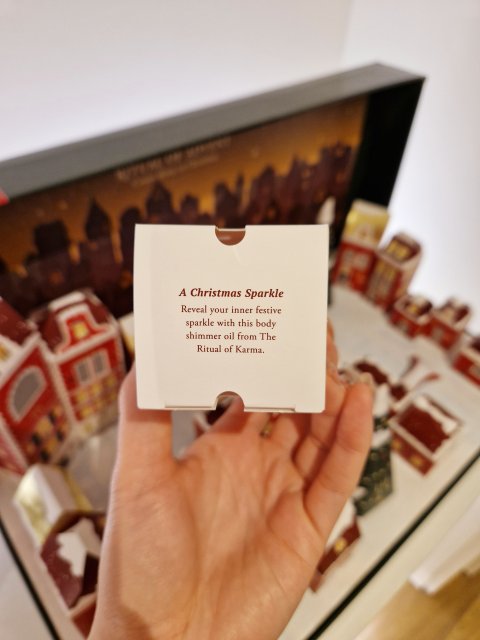 A Christmas Sparkle
Reveal your inner festive
sparkle with this body
shimmer oil from The
Ritual of Karma.